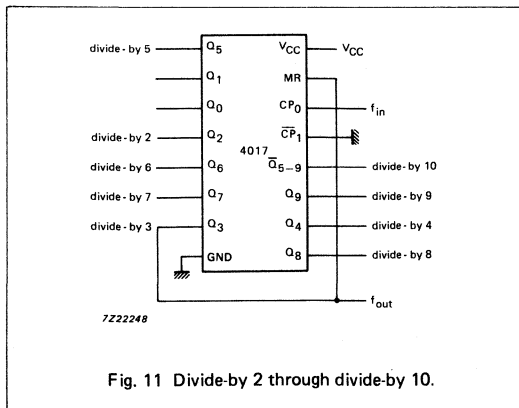 divide-by 5 Q5 VCC VCC
Q1 MR
Q0 CP0 fin
divide-by 2 Q2 C̅P̅1
4017
divide-by 6 Q6 Q̅5–9 divide-by 10
divide-by 7 Q7 Q9 divide-by 9
divide-by 3 Q3 Q4 divide-by 4
GND Q8 divide-by 8
fout
7Z22248
Fig. 11 Divide-by 2 through divide-by 10.